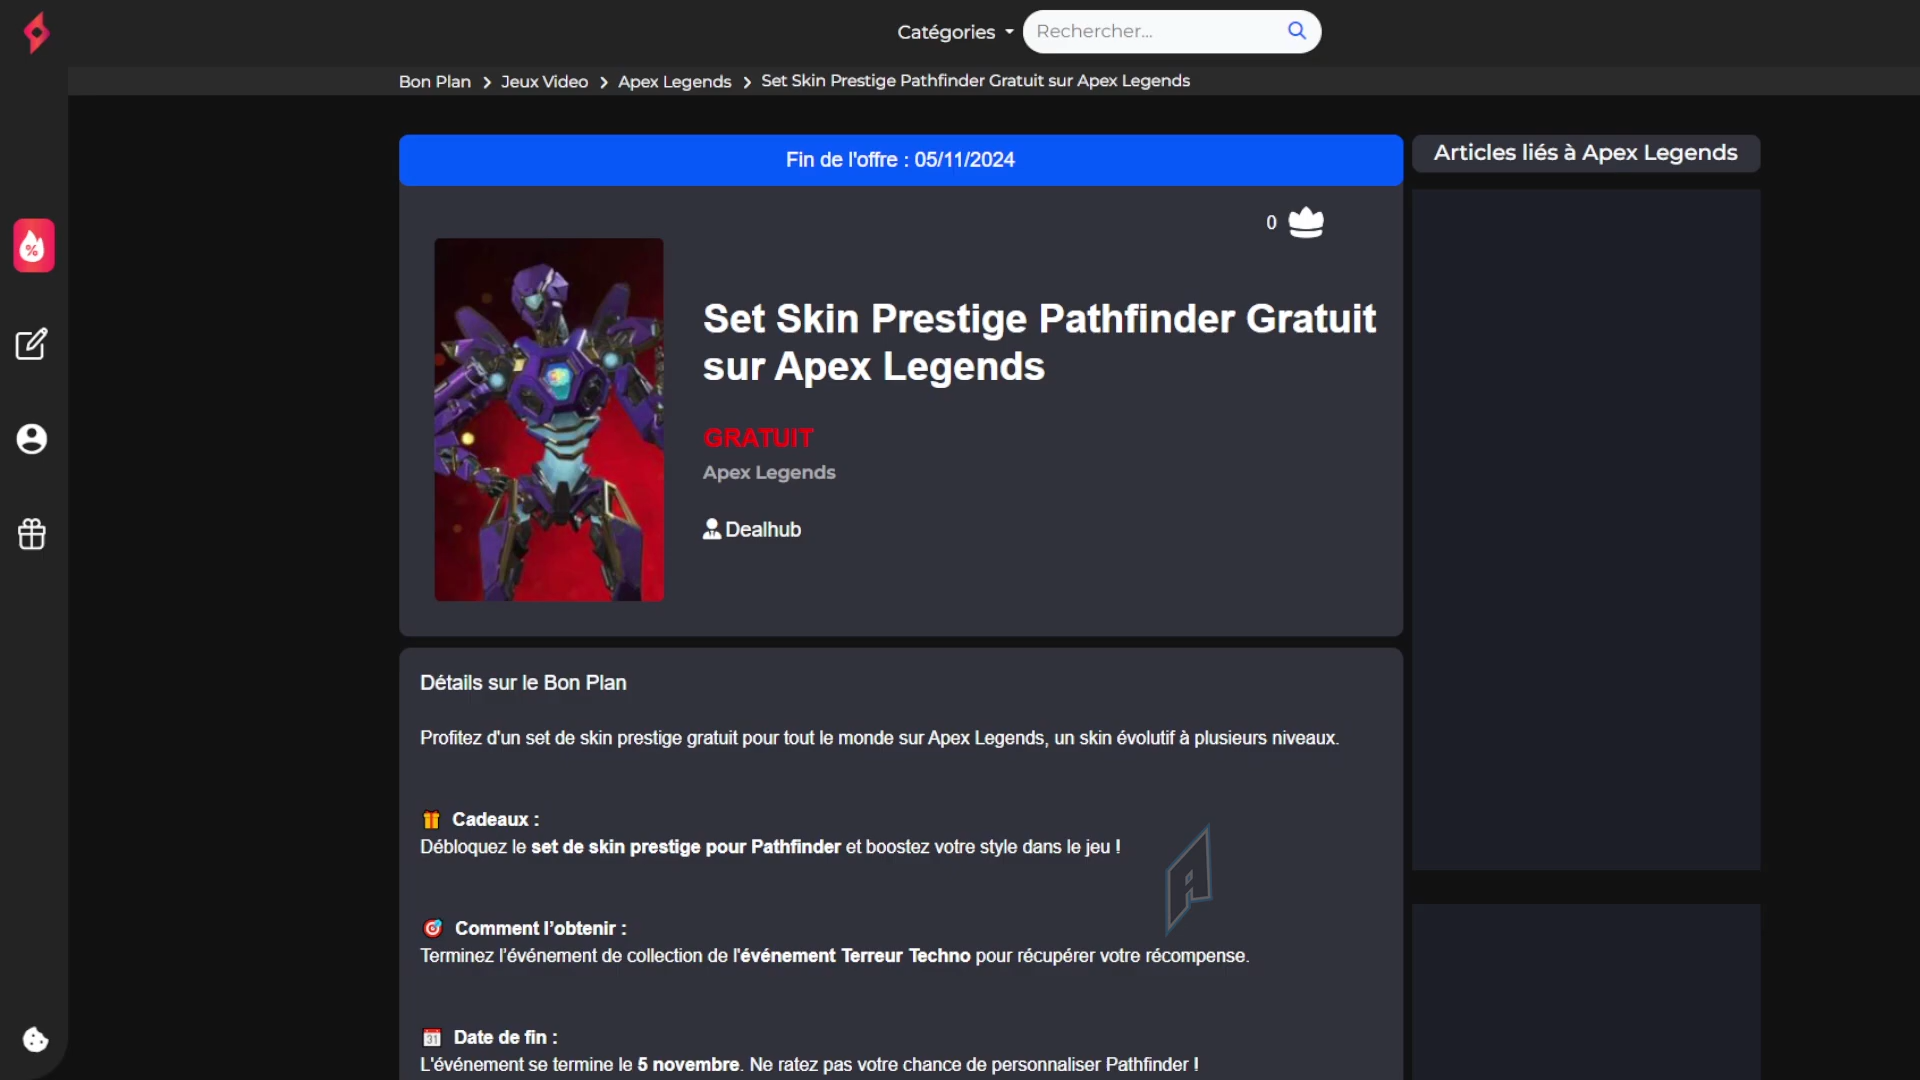 Catégories
Rechercher...
Bon Plan > Jeux Video > Apex Legends > Set Skin Prestige Pathfinder Gratuit sur Apex Legends
Fin de l'offre : 05/11/2024
Articles liés à Apex Legends
0
Set Skin Prestige Pathfinder Gratuit
sur Apex Legends
GRATUIT
Apex Legends
Dealhub
Détails sur le Bon Plan
Profitez d'un set de skin prestige gratuit pour tout le monde sur Apex Legends, un skin évolutif à plusieurs niveaux.
Cadeaux :
Débloquez le set de skin prestige pour Pathfinder et boostez votre style dans le jeu !
Comment l’obtenir :
Terminez l’événement de collection de l'événement Terreur Techno pour récupérer votre récompense.
31 Date de fin :
L'événement se termine le 5 novembre. Ne ratez pas votre chance de personnaliser Pathfinder !